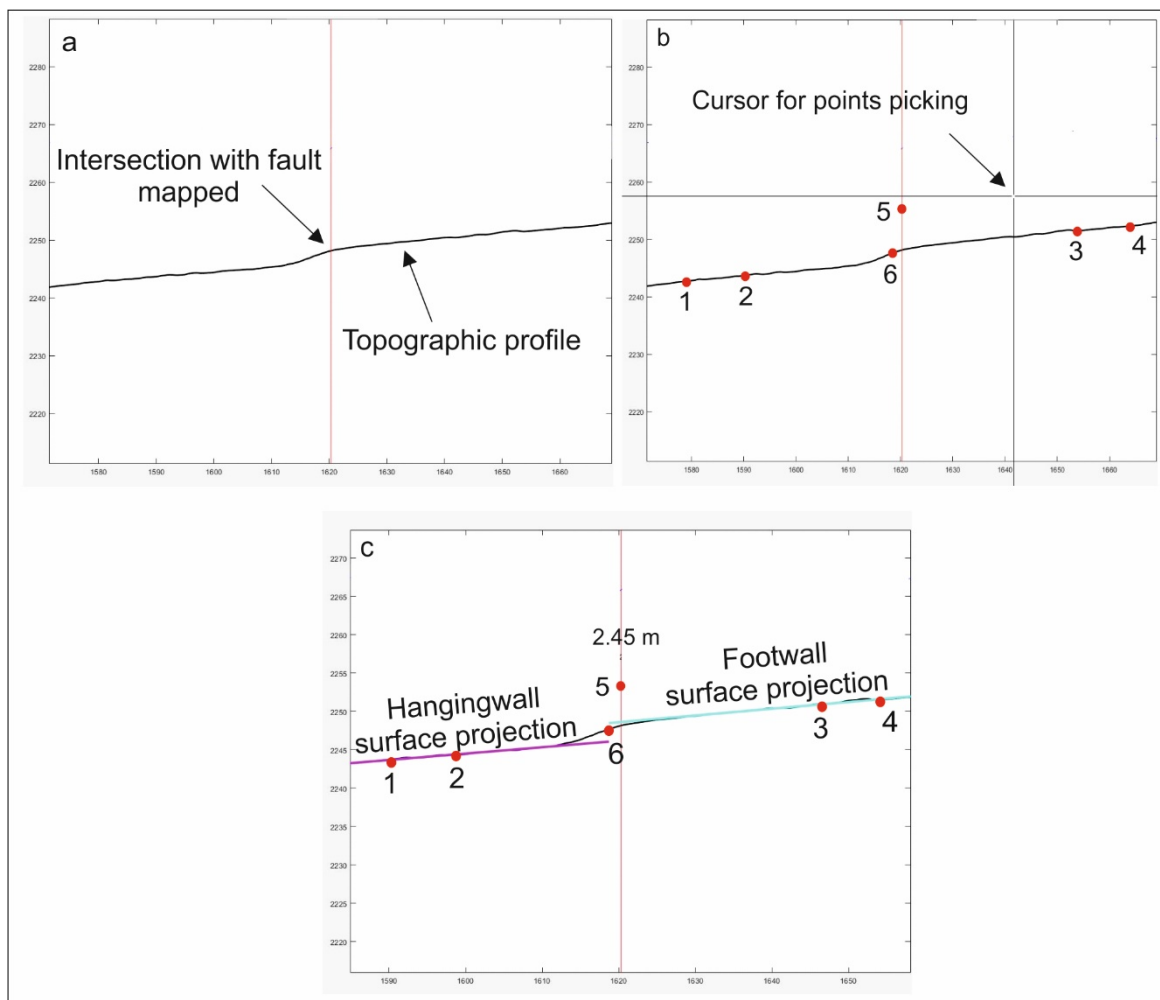 a
2280
2270
2260
2250
2240
2230
2220
1580 1590 1600 1610 1620 1630 1640 1650 1660
Intersection with fault
mapped
Topographic profile
b
2280
2270
2260
2250
2240
2230
2220
1580 1590 1600 1610 1620 1630 1640 1650 1660
Cursor for points picking
5
1 2 6 3 4
c
2270
2265
2260
2255
2250
2245
2240
2235
2230
2225
2220
1590 1600 1610 1620 1630 1640 1650
2.45 m
Hangingwall
surface projection
Footwall
surface projection
5
1 2 6 3 4